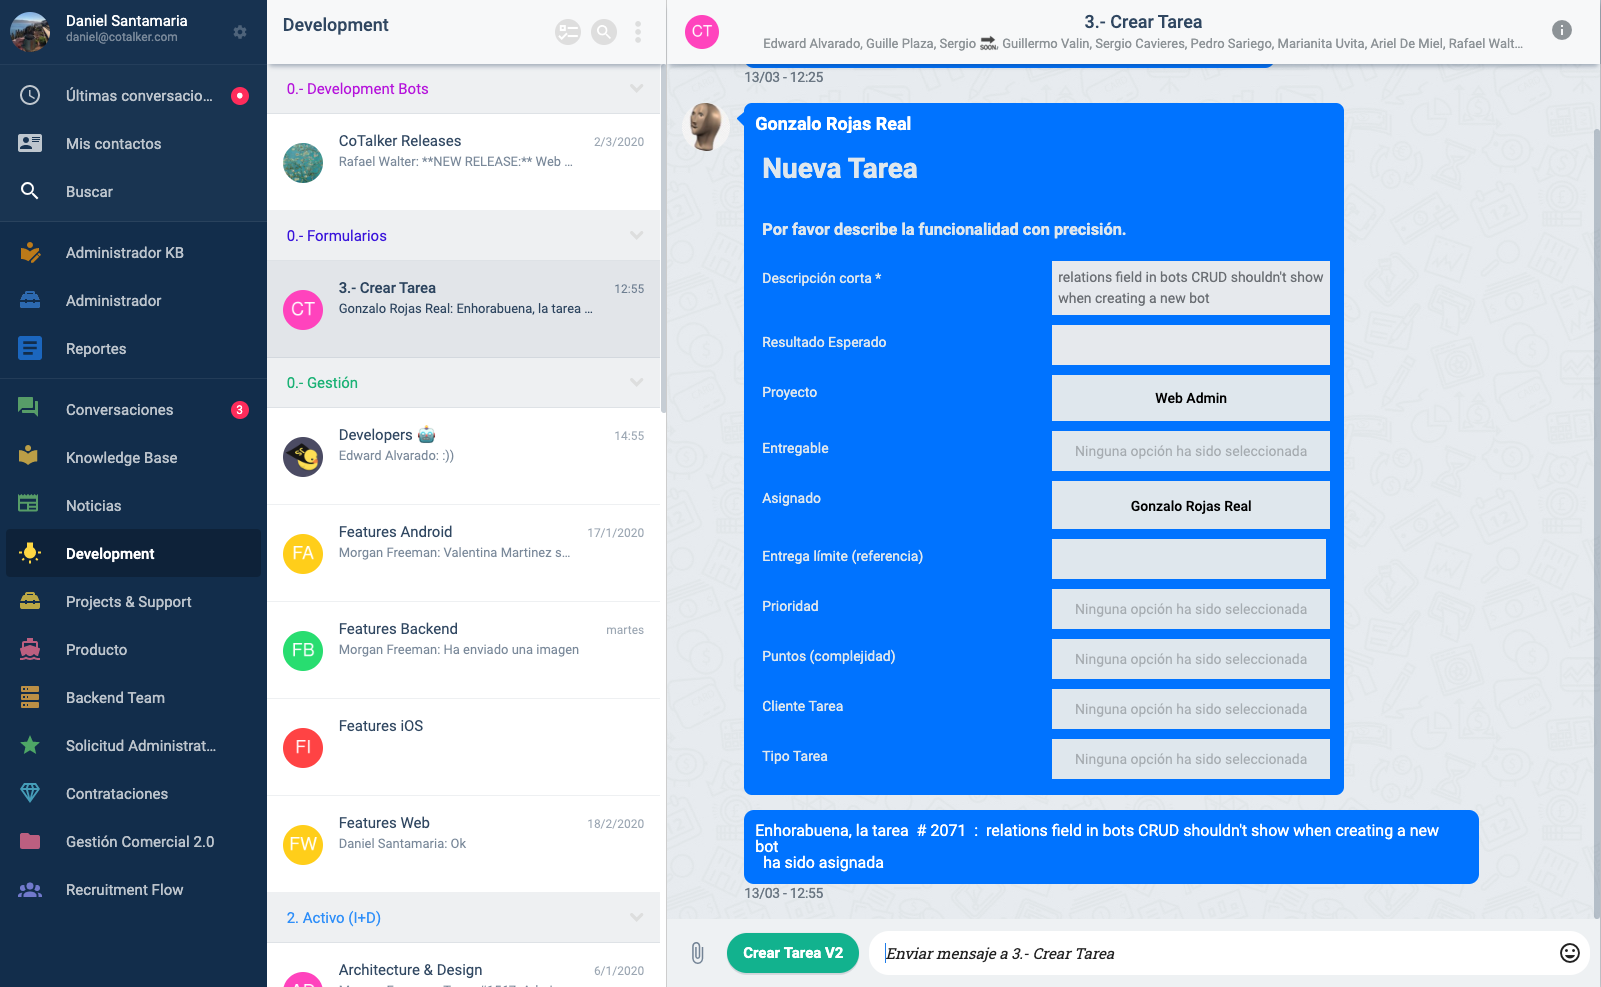 Daniel Santamaria
daniel@cotalker.com
Últimas conversacio...
Mis contactos
Buscar
Administrador KB
Administrador
Reportes
Conversaciones
3
Knowledge Base
Noticias
Development
Projects & Support
Producto
Backend Team
Solicitud Administrat...
Contrataciones
Gestión Comercial 2.0
Recruitment Flow
Development
0.- Development Bots
CoTalker Releases
2/3/2020
Rafael Walter: **NEW RELEASE:** Web ...
0.- Formularios
CT
3.- Crear Tarea
12:55
Gonzalo Rojas Real: Enhorabuena, la tarea ...
0.- Gestión
Developers
14:55
Edward Alvarado: :))
FA
Features Android
17/1/2020
Morgan Freeman: Valentina Martinez s...
FB
Features Backend
martes
Morgan Freeman: Ha enviado una imagen
FI
Features iOS
FW
Features Web
18/2/2020
Daniel Santamaria: Ok
2. Activo (I+D)
Architecture & Design
6/1/2020
CT
3.- Crear Tarea
Edward Alvarado, Guille Plaza, Sergio 🔜, Guillermo Valin, Sergio Cavieres, Pedro Sariego, Marianita Uvita, Ariel De Miel, Rafael Walt...
13/03 - 12:25
Gonzalo Rojas Real
Nueva Tarea
Por favor describe la funcionalidad con precisión.
Descripción corta *
relations field in bots CRUD shouldn't show
when creating a new bot
Resultado Esperado
Proyecto
Web Admin
Entregable
Ninguna opción ha sido seleccionada
Asignado
Gonzalo Rojas Real
Entrega límite (referencia)
Prioridad
Ninguna opción ha sido seleccionada
Puntos (complejidad)
Ninguna opción ha sido seleccionada
Cliente Tarea
Ninguna opción ha sido seleccionada
Tipo Tarea
Ninguna opción ha sido seleccionada
Enhorabuena, la tarea # 2071 : relations field in bots CRUD shouldn't show when creating a new
bot
ha sido asignada
13/03 - 12:55
Crear Tarea V2
Enviar mensaje a 3.- Crear Tarea